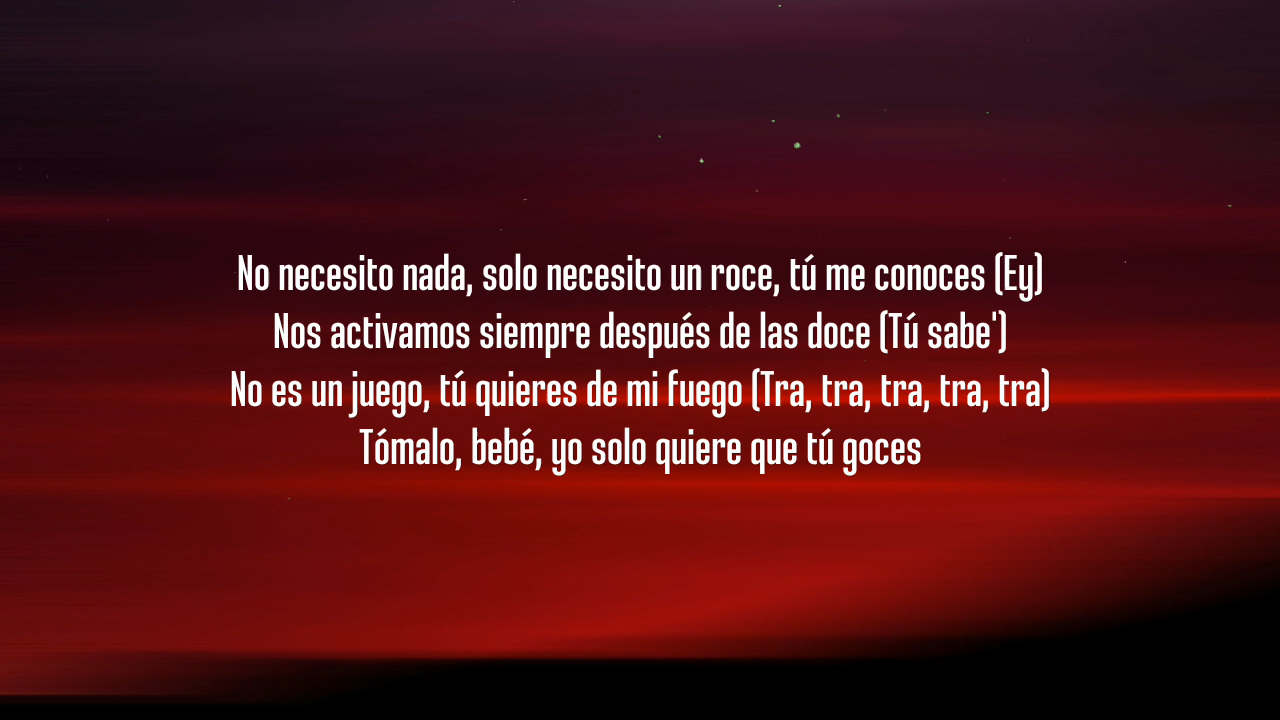 No necesito nada, solo necesito un roce, tú me conoces (Ey)
Nos activamos siempre después de las doce (Tú sabe')
No es un juego, tú quieres de mi fuego (Tra, tra, tra, tra, tra)
Tómalo, bebé, yo solo quiere que tú goces